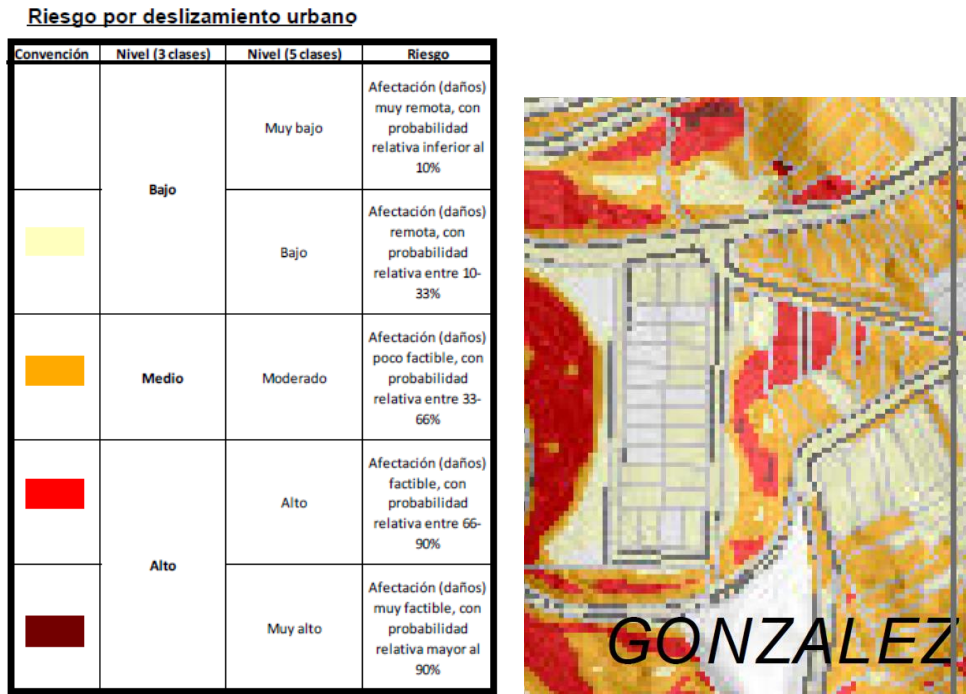 Riesgo por deslizamiento urbano
Convención Nivel (3 clases) Nivel (5 clases) Riesgo
Bajo
Muy bajo
Afectación (daños)
muy remota, con
probabilidad
relativa inferior al
10%
Bajo
Afectación (daños)
remota, con
probabilidad
relativa entre 10-
33%
Medio
Moderado
Afectación (daños)
poco factible, con
probabilidad
relativa entre 33-
66%
Alto
Alto
Afectación (daños)
factible, con
probabilidad
relativa entre 66-
90%
Muy alto
Afectación (daños)
muy factible, con
probabilidad
relativa mayor al
90%
GONZALEZ